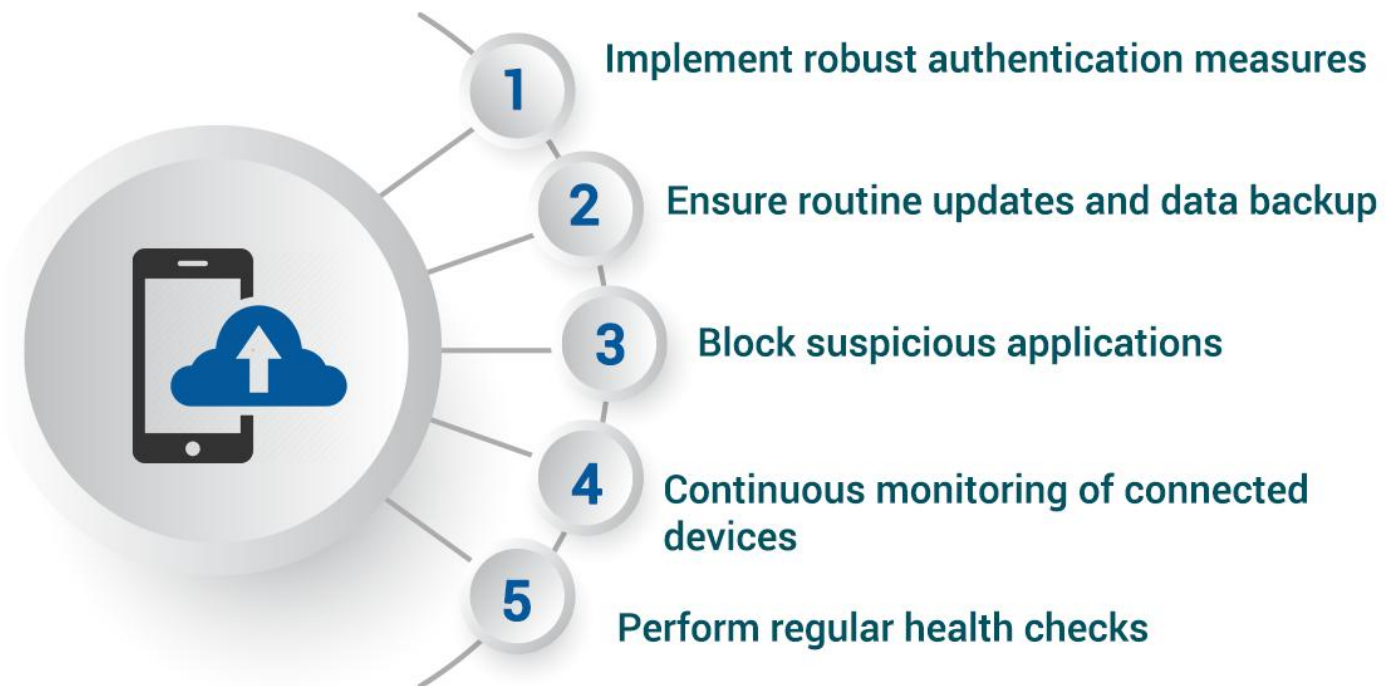 1
Implement robust authentication measures
2
Ensure routine updates and data backup
3
Block suspicious applications
4
Continuous monitoring of connected
devices
5
Perform regular health checks